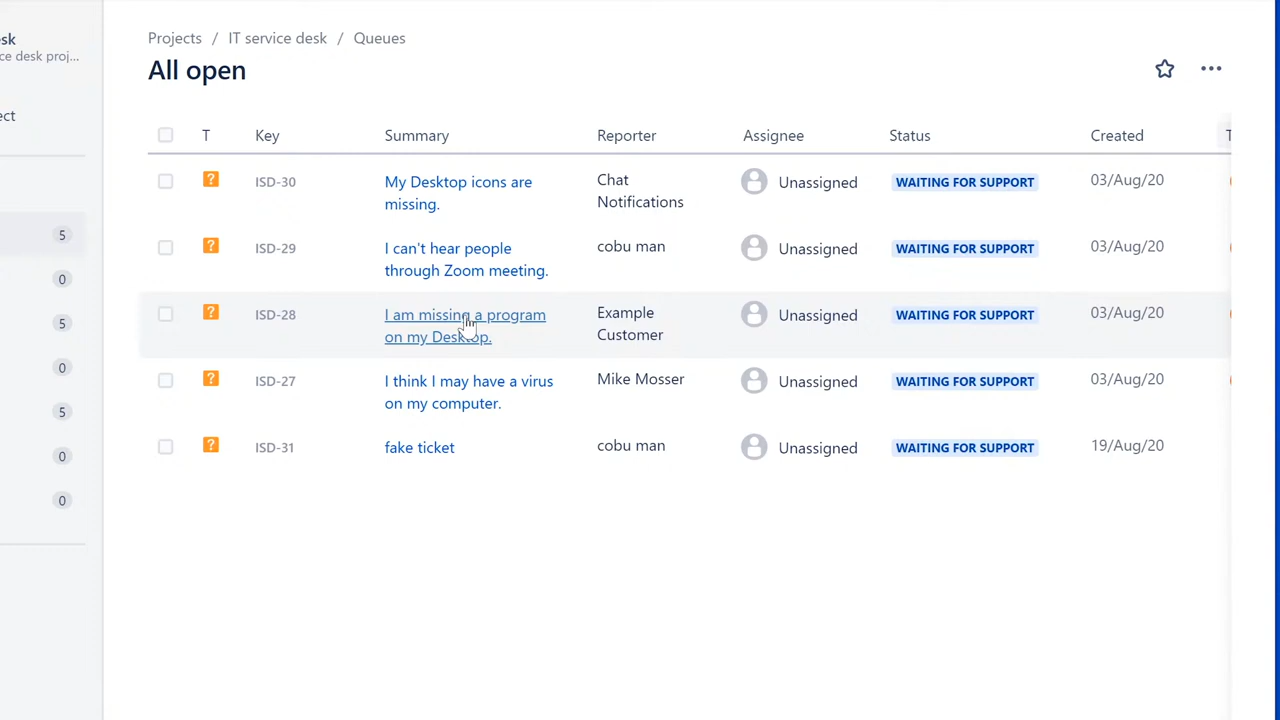 sk
ce desk proj...
ect
5
0
5
0
5
0
0
Projects / IT service desk / Queues
All open
T Key Summary Reporter Assignee Status Created T
? ISD-30 My Desktop icons are Chat Unassigned WAITING FOR SUPPORT 03/Aug/20
missing. Notifications
? ISD-29 I can't hear people cobu man Unassigned WAITING FOR SUPPORT 03/Aug/20
through Zoom meeting.
? ISD-28 I am missing a program Example Unassigned WAITING FOR SUPPORT 03/Aug/20
on my Desktop. Customer
? ISD-27 I think I may have a virus Mike Mosser Unassigned WAITING FOR SUPPORT 03/Aug/20
on my computer.
? ISD-31 fake ticket cobu man Unassigned WAITING FOR SUPPORT 19/Aug/20